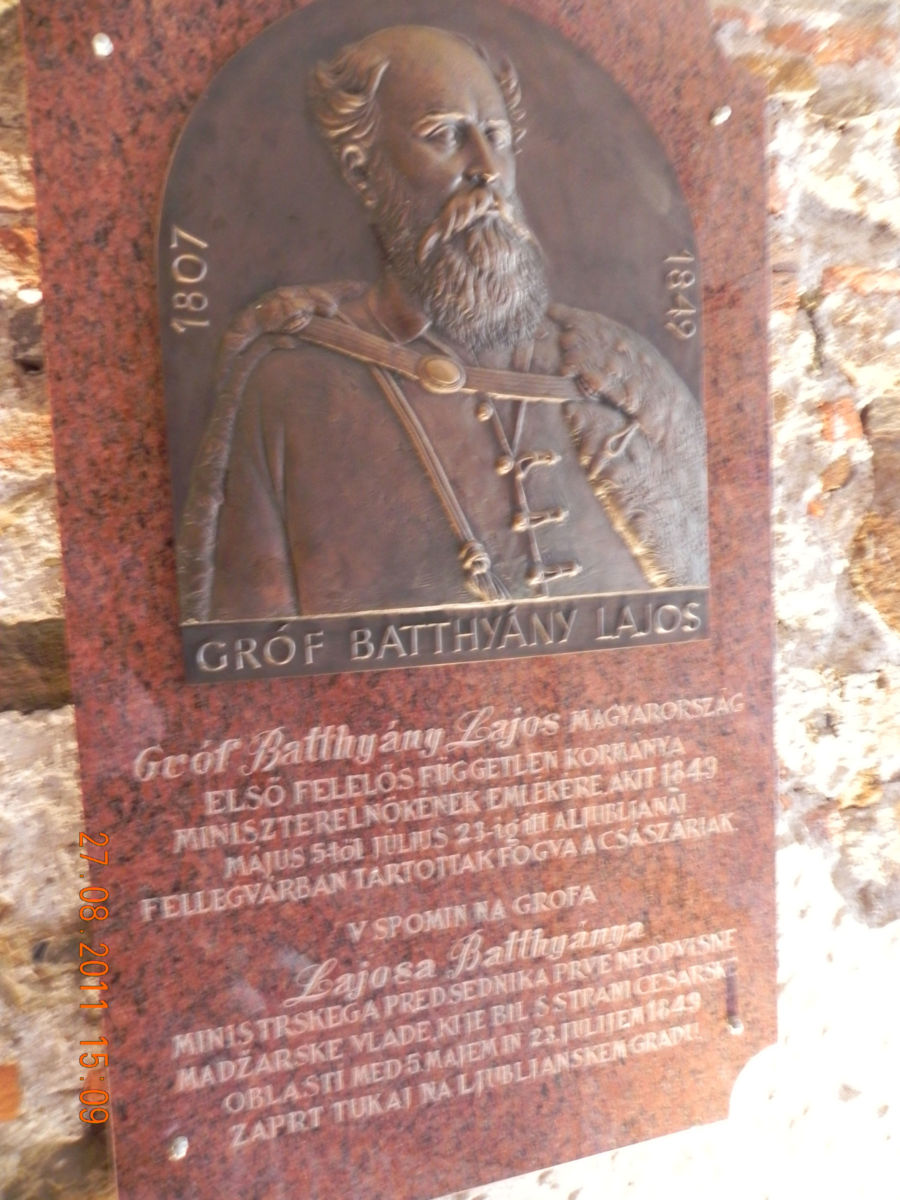 1807
1849
GRÓF BATTHYÁNY LAJOS
Gróf Batthyány Lajos MAGYARORSZÁG
ELSŐ FELELŐS FÜGGETLEN KORMÁNYA
MINISZTERELNÖKÉNEK EMLÉKÉRE, AKIT 1849
MÁJUS 5-től JÚLIUS 23-ig itt A LJUBLJANAI
FELLEGVÁRBAN TARTOTTAK FOGVA A CSÁSZÁRIAK.
V SPOMIN NA GROFA
Lajosa Batthyánya
MINISTRSKEGA PREDSEDNIKA PRVE NEODVISNE
MADŽARSKE VLADE, KI JE BIL S STRANI CESARSKE
OBLASTI MED 5. MAJEM IN 23. JULIJEM 1849
ZAPRT TUKAJ NA LJUBLJANSKEM GRADU.
27.08.2011 15:09